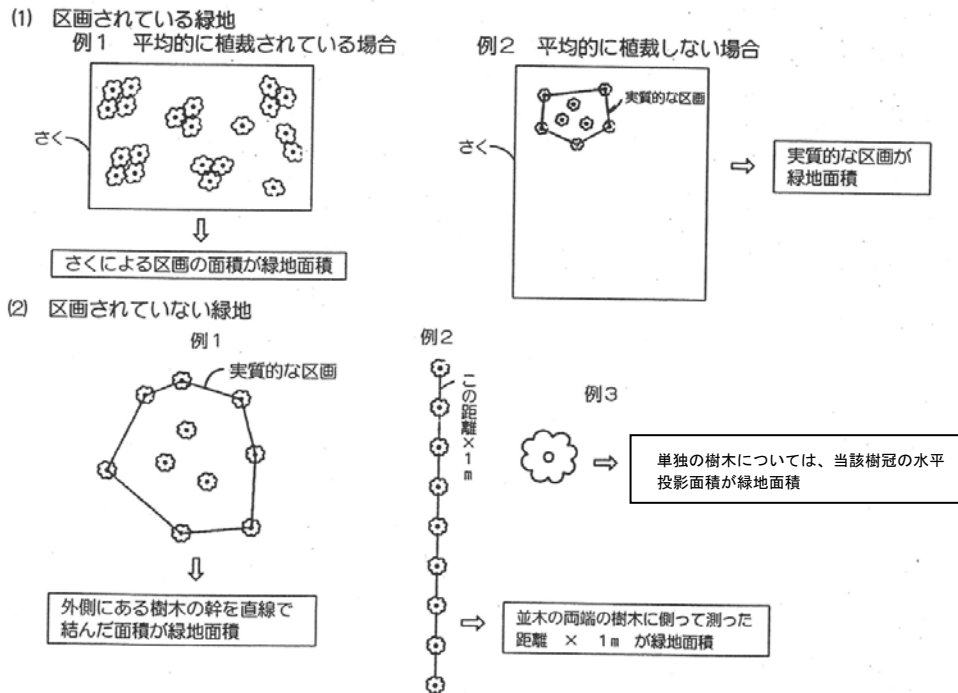 (1) 区画されている緑地
例1 平均的に植裁されている場合
さく
さくによる区画の面積が緑地面積
例2 平均的に植裁しない場合
実質的な区画
さく
実質的な区画が
緑地面積
(2) 区画されていない緑地
例1
実質的な区画
外側にある樹木の幹を直線で
結んだ面積が緑地面積
例2
この距離×1m
並木の両端の樹木に側って測った
距離 × 1m が緑地面積
例3
単独の樹木については、当該樹冠の水平
投影面積が緑地面積